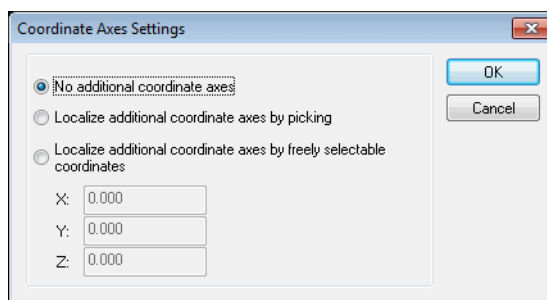 Coordinate Axes Settings
No additional coordinate axes
OK
Localize additional coordinate axes by picking
Cancel
Localize additional coordinate axes by freely selectable
coordinates
X: 0.000
Y: 0.000
Z: 0.000